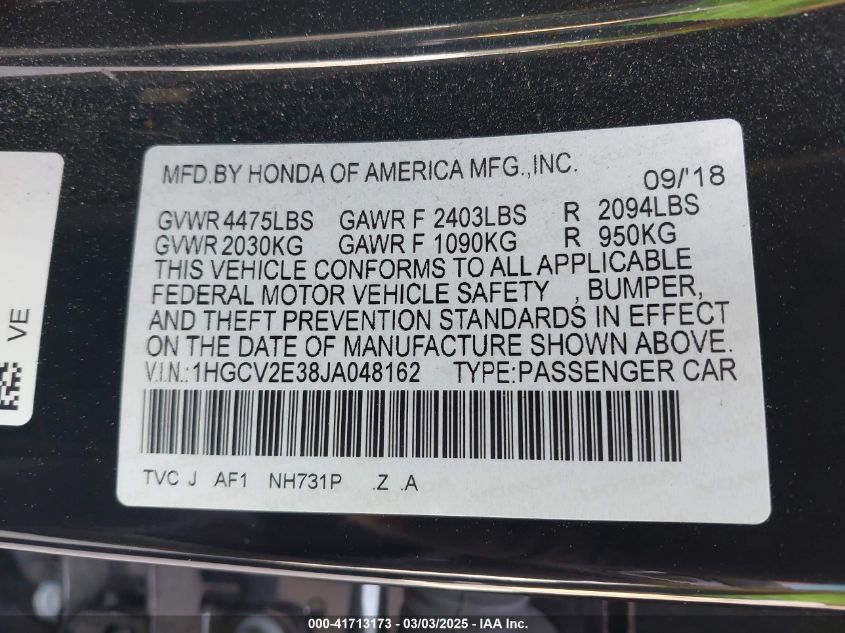 MFD.BY HONDA OF AMERICA MFG.,INC. 09/'18
GVWR 4475LBS GAWR F 2403LBS R 2094LBS
GVWR 2030KG GAWR F 1090KG R 950KG
THIS VEHICLE CONFORMS TO ALL APPLICABLE
FEDERAL MOTOR VEHICLE SAFETY , BUMPER,
AND THEFT PREVENTION STANDARDS IN EFFECT
ON THE DATE OF MANUFACTURE SHOWN ABOVE.
V.I.N.:1HGCV2E38JA048162 TYPE:PASSENGER CAR
TVC J AF1 NH731P .Z .A
VE
000-41713173 — 03/03/2025 — IAA Inc.